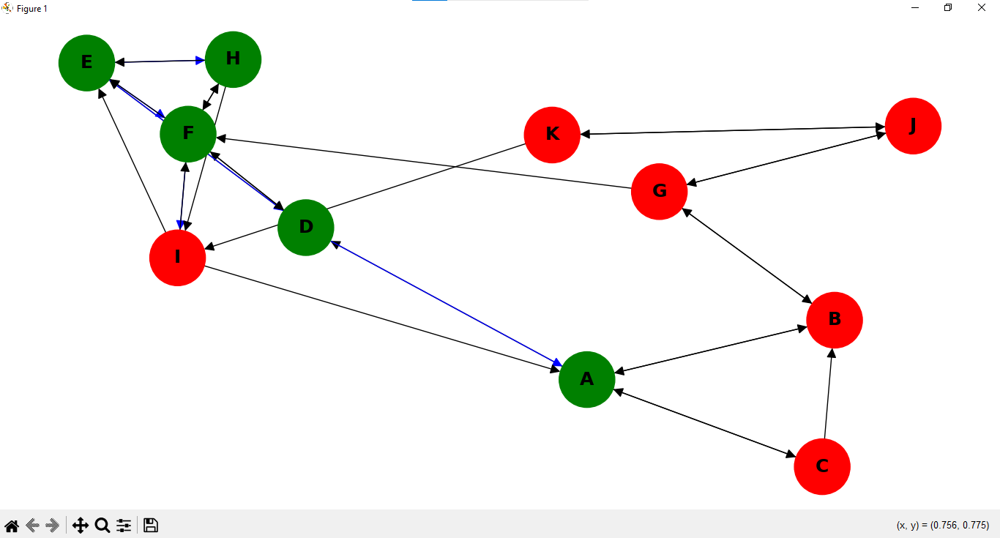 Figure 1
E
H
F
K
J
G
D
I
B
A
C
(x, y) = (0.756, 0.775)